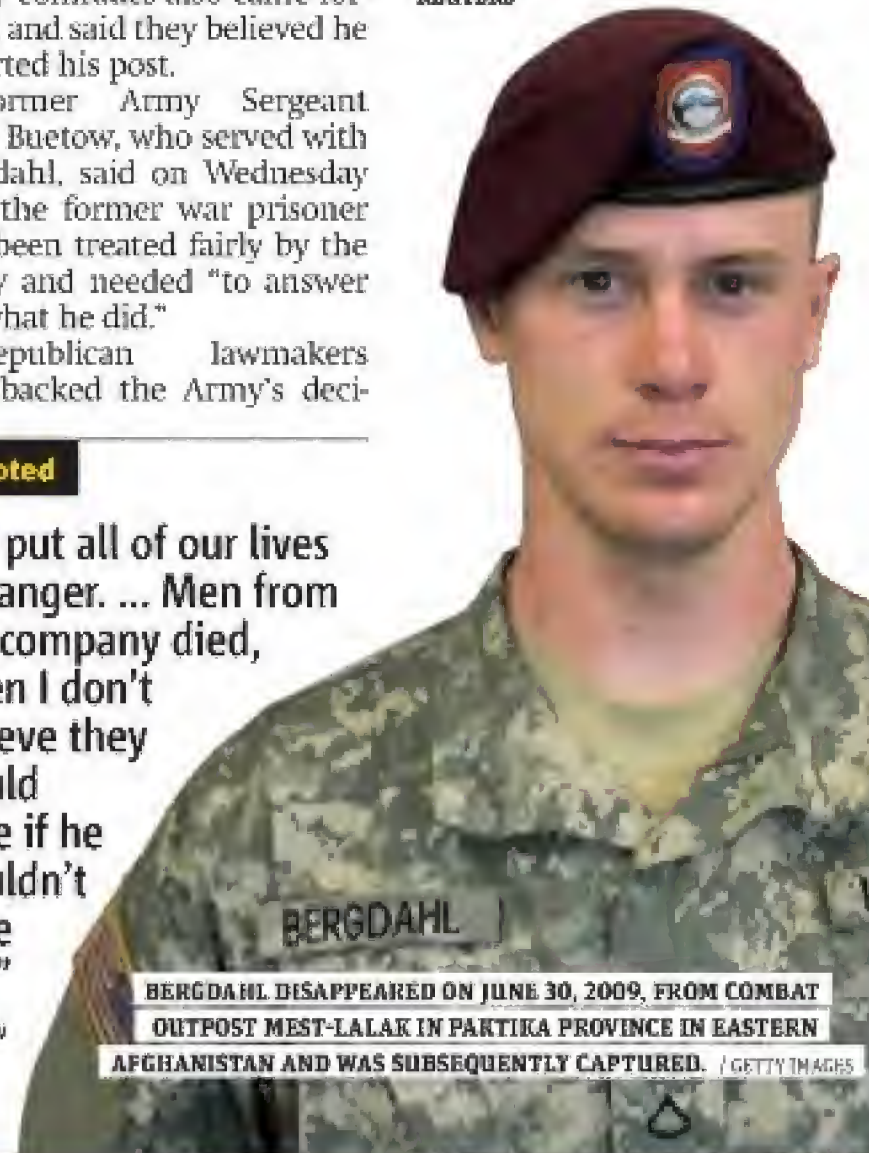 and said they believed he
rted his post.
ormer Army Sergeant
Buetow, who served with
dahl, said on Wednesday
the former war prisoner
been treated fairly by the
y and needed "to answer
what he did."
epublican lawmakers
backed the Army's deci-
oted
put all of our lives
anger. ... Men from
company died,
en I don't
eve they
uld
e if he
uldn't
e
"
BERGDAHL
BERGDAHL DISAPPEARED ON JUNE 30, 2009, FROM COMBAT
OUTPOST MEST-LALAK IN PAKTIKA PROVINCE IN EASTERN
AFGHANISTAN AND WAS SUBSEQUENTLY CAPTURED. / GETTY IMAGES